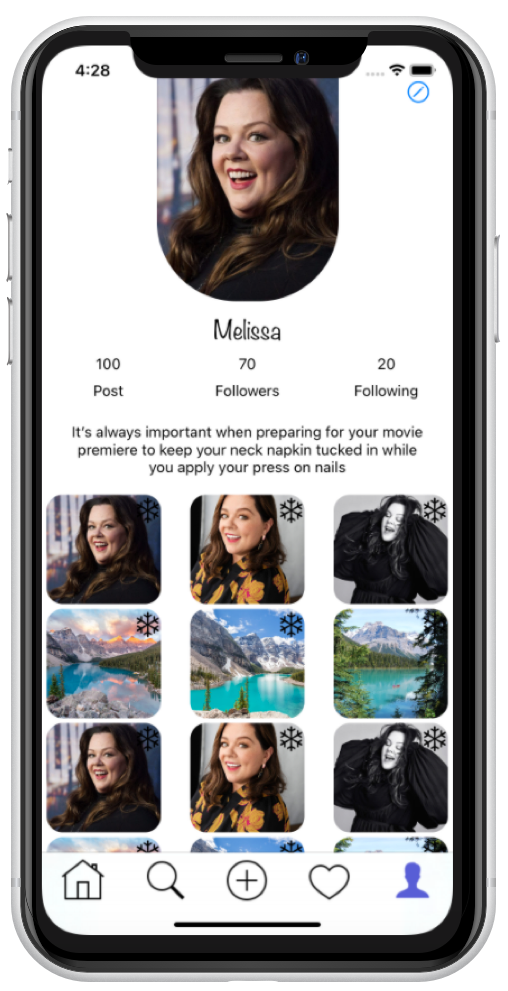 4:28
Melissa
100 70 20
Post Followers Following
It's always important when preparing for your movie
premiere to keep your neck napkin tucked in while
you apply your press on nails